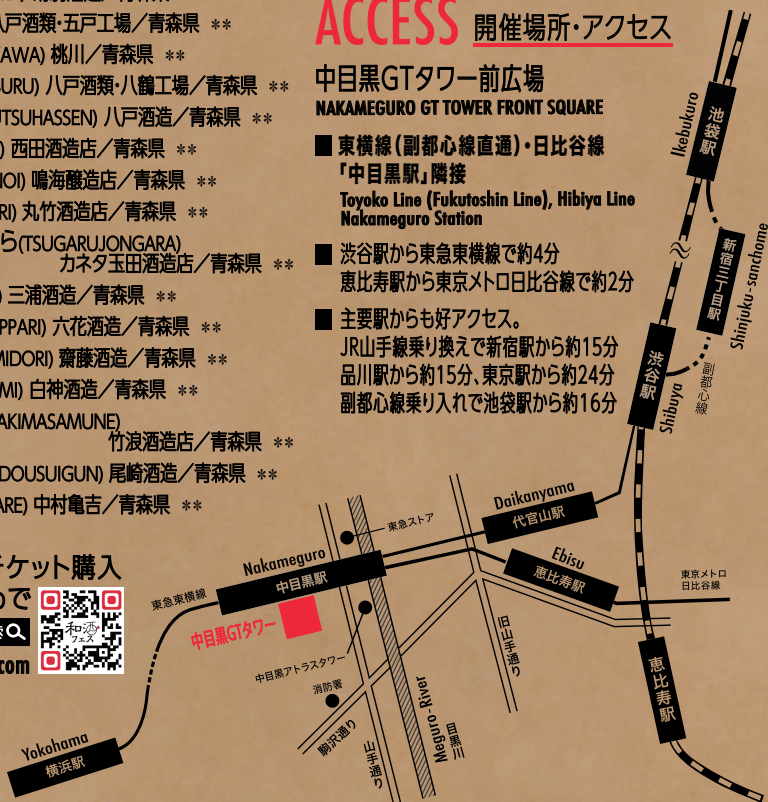 八戸酒類・五戸工場／青森県 ＊＊
AWA) 桃川／青森県 ＊＊
SURU) 八戸酒類・八鶴工場／青森県 ＊＊
UTSUHASSEN) 八戸酒造／青森県 ＊＊
) 西田酒造店／青森県 ＊＊
NOI) 鳴海醸造店／青森県 ＊＊
RI) 丸竹酒造店／青森県 ＊＊
ら(TSUGARUJONGARA)
カネタ玉田酒造店／青森県 ＊＊
) 三浦酒造／青森県 ＊＊
PPARI) 六花酒造／青森県 ＊＊
MIDORI) 齋藤酒造／青森県 ＊＊
MI) 白神酒造／青森県 ＊＊
AKIMASAMUNE)
竹浪酒造店／青森県 ＊＊
DOUSUIGUN) 尾崎酒造／青森県 ＊＊
ARE) 中村亀吉／青森県 ＊＊
チケット購入
で
和酒
フェス
.com
ACCESS 開催場所・アクセス
中目黒GTタワー前広場
NAKAMEGURO GT TOWER FRONT SQUARE
■ 東横線（副都心線直通）・日比谷線
「中目黒駅」隣接
Toyoko Line (Fukutoshin Line), Hibiya Line
Nakameguro Station
■ 渋谷駅から東急東横線で約4分
恵比寿駅から東京メトロ日比谷線で約2分
■ 主要駅からも好アクセス。
JR山手線乗り換えで新宿駅から約15分
品川駅から約15分、東京駅から約24分
副都心線乗り入れで池袋駅から約16分
Ikebukuro
池袋駅
新宿三丁目駅
Shinjuku-sanchome
渋谷駅
Shibuya
副都心線
Daikanyama
代官山駅
東急ストア
Nakameguro
中目黒駅
Ebisu
恵比寿駅
東京メトロ
日比谷線
東急東横線
中目黒GTタワー
中目黒アトラスタワー
消防署
旧山手通り
恵比寿駅
駒沢通り
山手通り
Meguro-River
目黒川
Yokohama
横浜駅